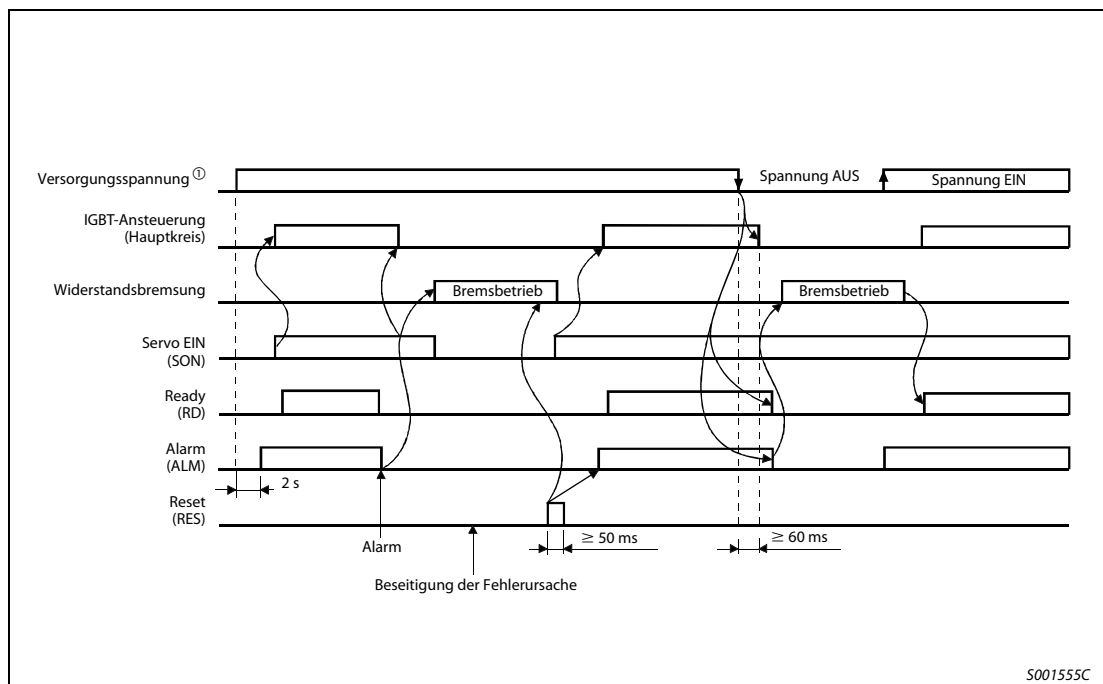 Versorgungsspannung ①
Spannung AUS
Spannung EIN
IGBT-Ansteuerung
(Hauptkreis)
Widerstandsbremsung
Bremsbetrieb
Bremsbetrieb
Servo EIN
(SON)
Ready
(RD)
Alarm
(ALM)
2 s
Reset
(RES)
Alarm
≥ 50 ms
≥ 60 ms
Beseitigung der Fehlerursache
S001555C